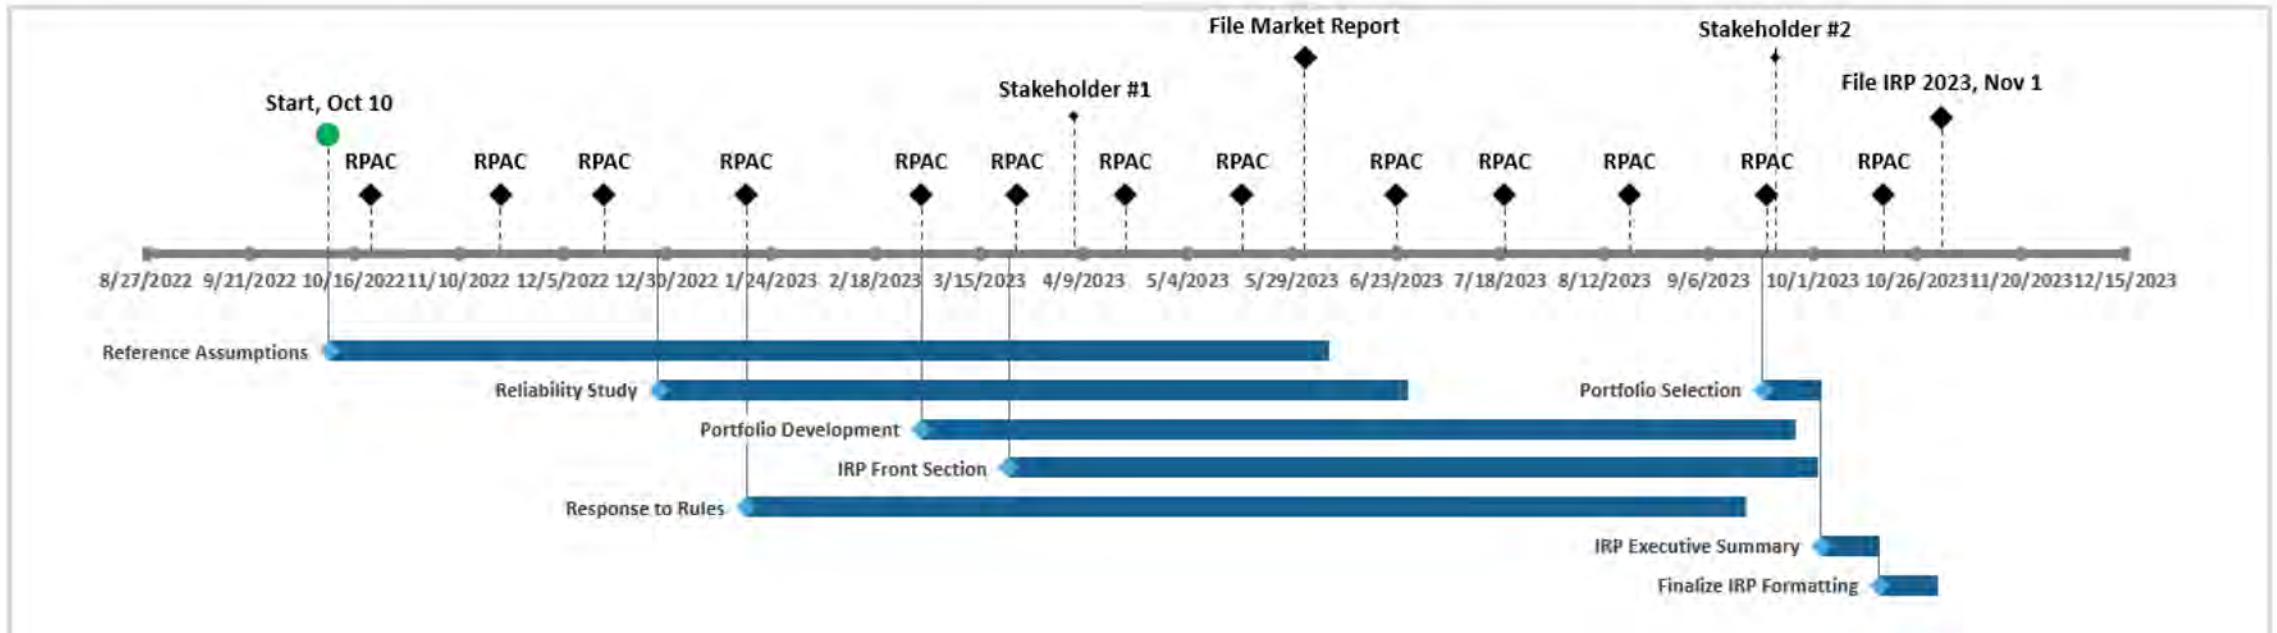 File Market Report
Stakeholder #2
File IRP 2023, Nov 1
Stakeholder #1
Start, Oct 10
RPAC RPAC RPAC RPAC RPAC RPAC RPAC RPAC RPAC RPAC RPAC RPAC RPAC
8/27/2022 9/21/2022 10/16/2022 11/10/2022 12/5/2022 12/30/2022 1/24/2023 2/18/2023 3/15/2023 4/9/2023 5/4/2023 5/29/2023 6/23/2023 7/18/2023 8/12/2023 9/6/2023 10/1/2023 10/26/2023 11/20/2023 12/15/2023
Reference Assumptions
Reliability Study
Portfolio Selection
Portfolio Development
IRP Front Section
Response to Rules
IRP Executive Summary
Finalize IRP Formatting